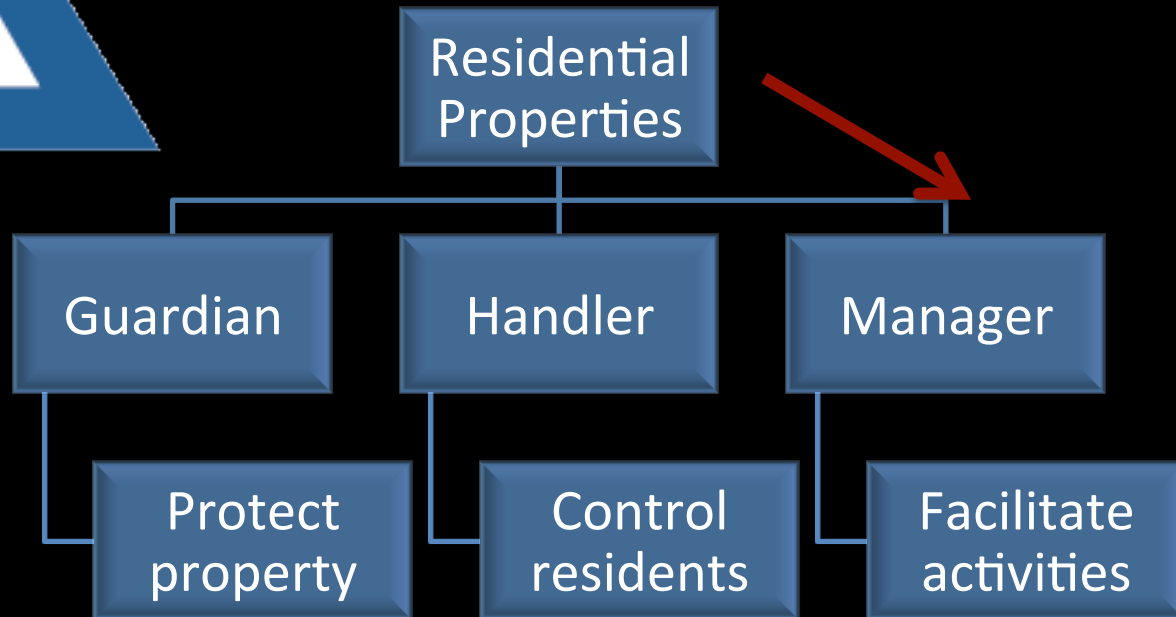 Residential
Properties
Guardian
Handler
Manager
Protect
property
Control
residents
Facilitate
activities